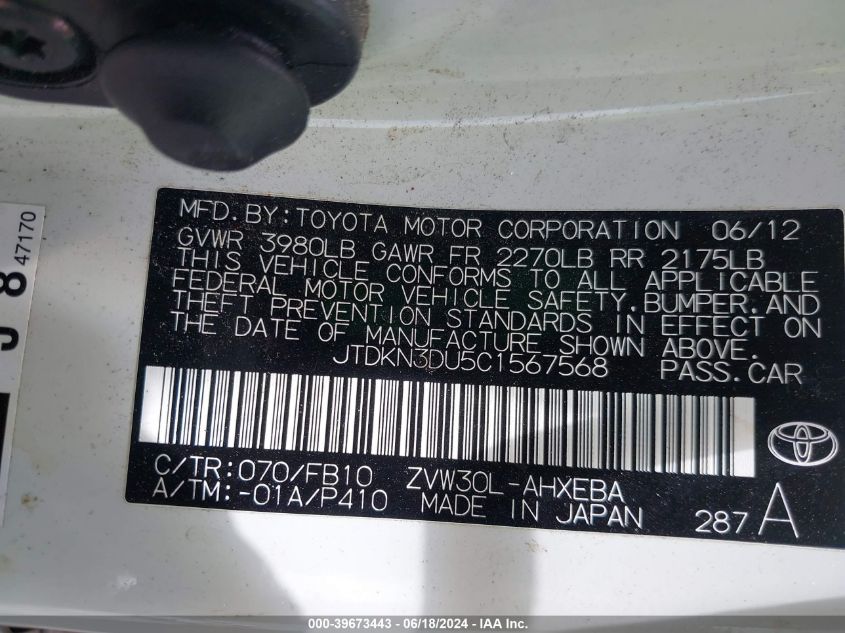 MFD. BY: TOYOTA MOTOR CORPORATION 06/12
GVWR 3980LB GAWR FR 2270LB RR 2175LB
THIS VEHICLE CONFORMS TO ALL APPLICABLE
FEDERAL MOTOR VEHICLE SAFETY, BUMPER, AND
THEFT PREVENTION STANDARDS IN EFFECT ON
THE DATE OF MANUFACTURE SHOWN ABOVE.
JTDKN3DU5C1567568 PASS. CAR
C/TR: 070/FB10 ZVW30L-AHXEBA
A/TM: -01A/P410 MADE IN JAPAN 287 A
47170
000-39673443 - 06/18/2024 - IAA Inc.